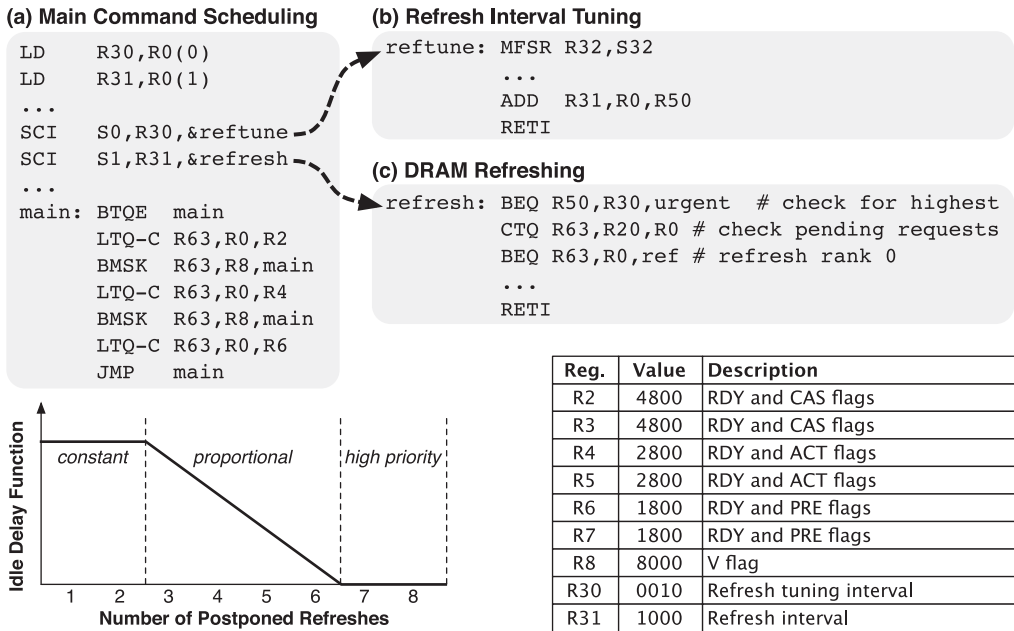 (a) Main Command Scheduling
LD R30,R0(0)
LD R31,R0(1)
...
SCI S0,R30,&reftune
SCI S1,R31,&refresh
...
main: BTQE main
LTQ-C R63,R0,R2
BMSK R63,R8,main
LTQ-C R63,R0,R4
BMSK R63,R8,main
LTQ-C R63,R0,R6
JMP main
(b) Refresh Interval Tuning
reftune: MFSR R32,S32
...
ADD R31,R0,R50
RETI
(c) DRAM Refreshing
refresh: BEQ R50,R30,urgent # check for highest
CTQ R63,R20,R0 # check pending requests
BEQ R63,R0,ref # refresh rank 0
...
RETI
Idle Delay Function
constant proportional high priority
1 2 3 4 5 6 7 8
Number of Postponed Refreshes
Reg. Value Description
R2 4800 RDY and CAS flags
R3 4800 RDY and CAS flags
R4 2800 RDY and ACT flags
R5 2800 RDY and ACT flags
R6 1800 RDY and PRE flags
R7 1800 RDY and PRE flags
R8 8000 V flag
R30 0010 Refresh tuning interval
R31 1000 Refresh interval